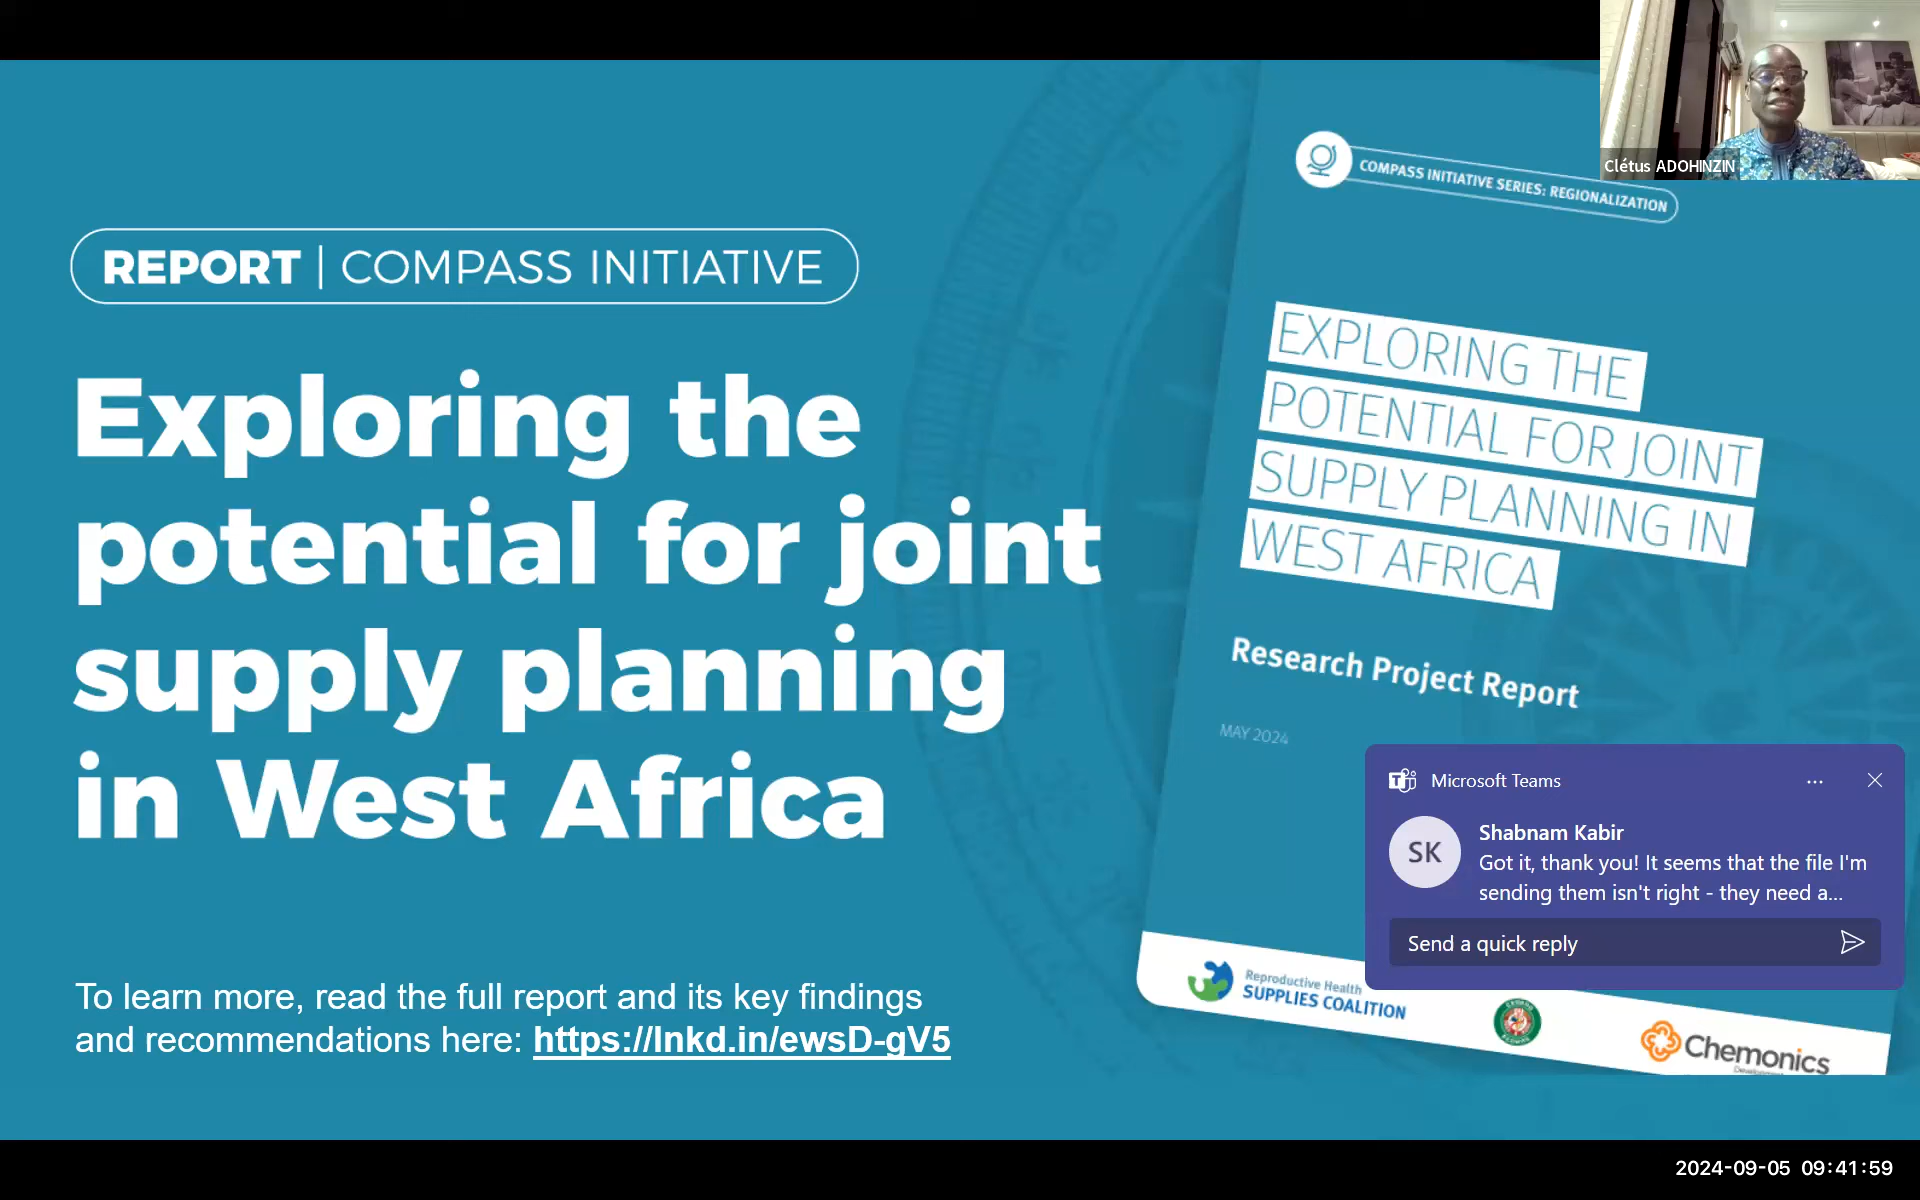 Clétus ADOHINZIN
COMPASS INITIATIVE SERIES: REGIONALIZATION
REPORT | COMPASS INITIATIVE
Exploring the
potential for joint
supply planning
in West Africa
To learn more, read the full report and its key findings
and recommendations here: https://lnkd.in/ewsD-gV5
EXPLORING THE
POTENTIAL FOR JOINT
SUPPLY PLANNING IN
WEST AFRICA
Research Project Report
MAY 2024
Microsoft Teams
SK
Shabnam Kabir
Got it, thank you! It seems that the file I'm
sending them isn't right - they need a...
Send a quick reply
Reproductive Health
SUPPLIES COALITION
Chemonics
2024-09-05 09:41:59